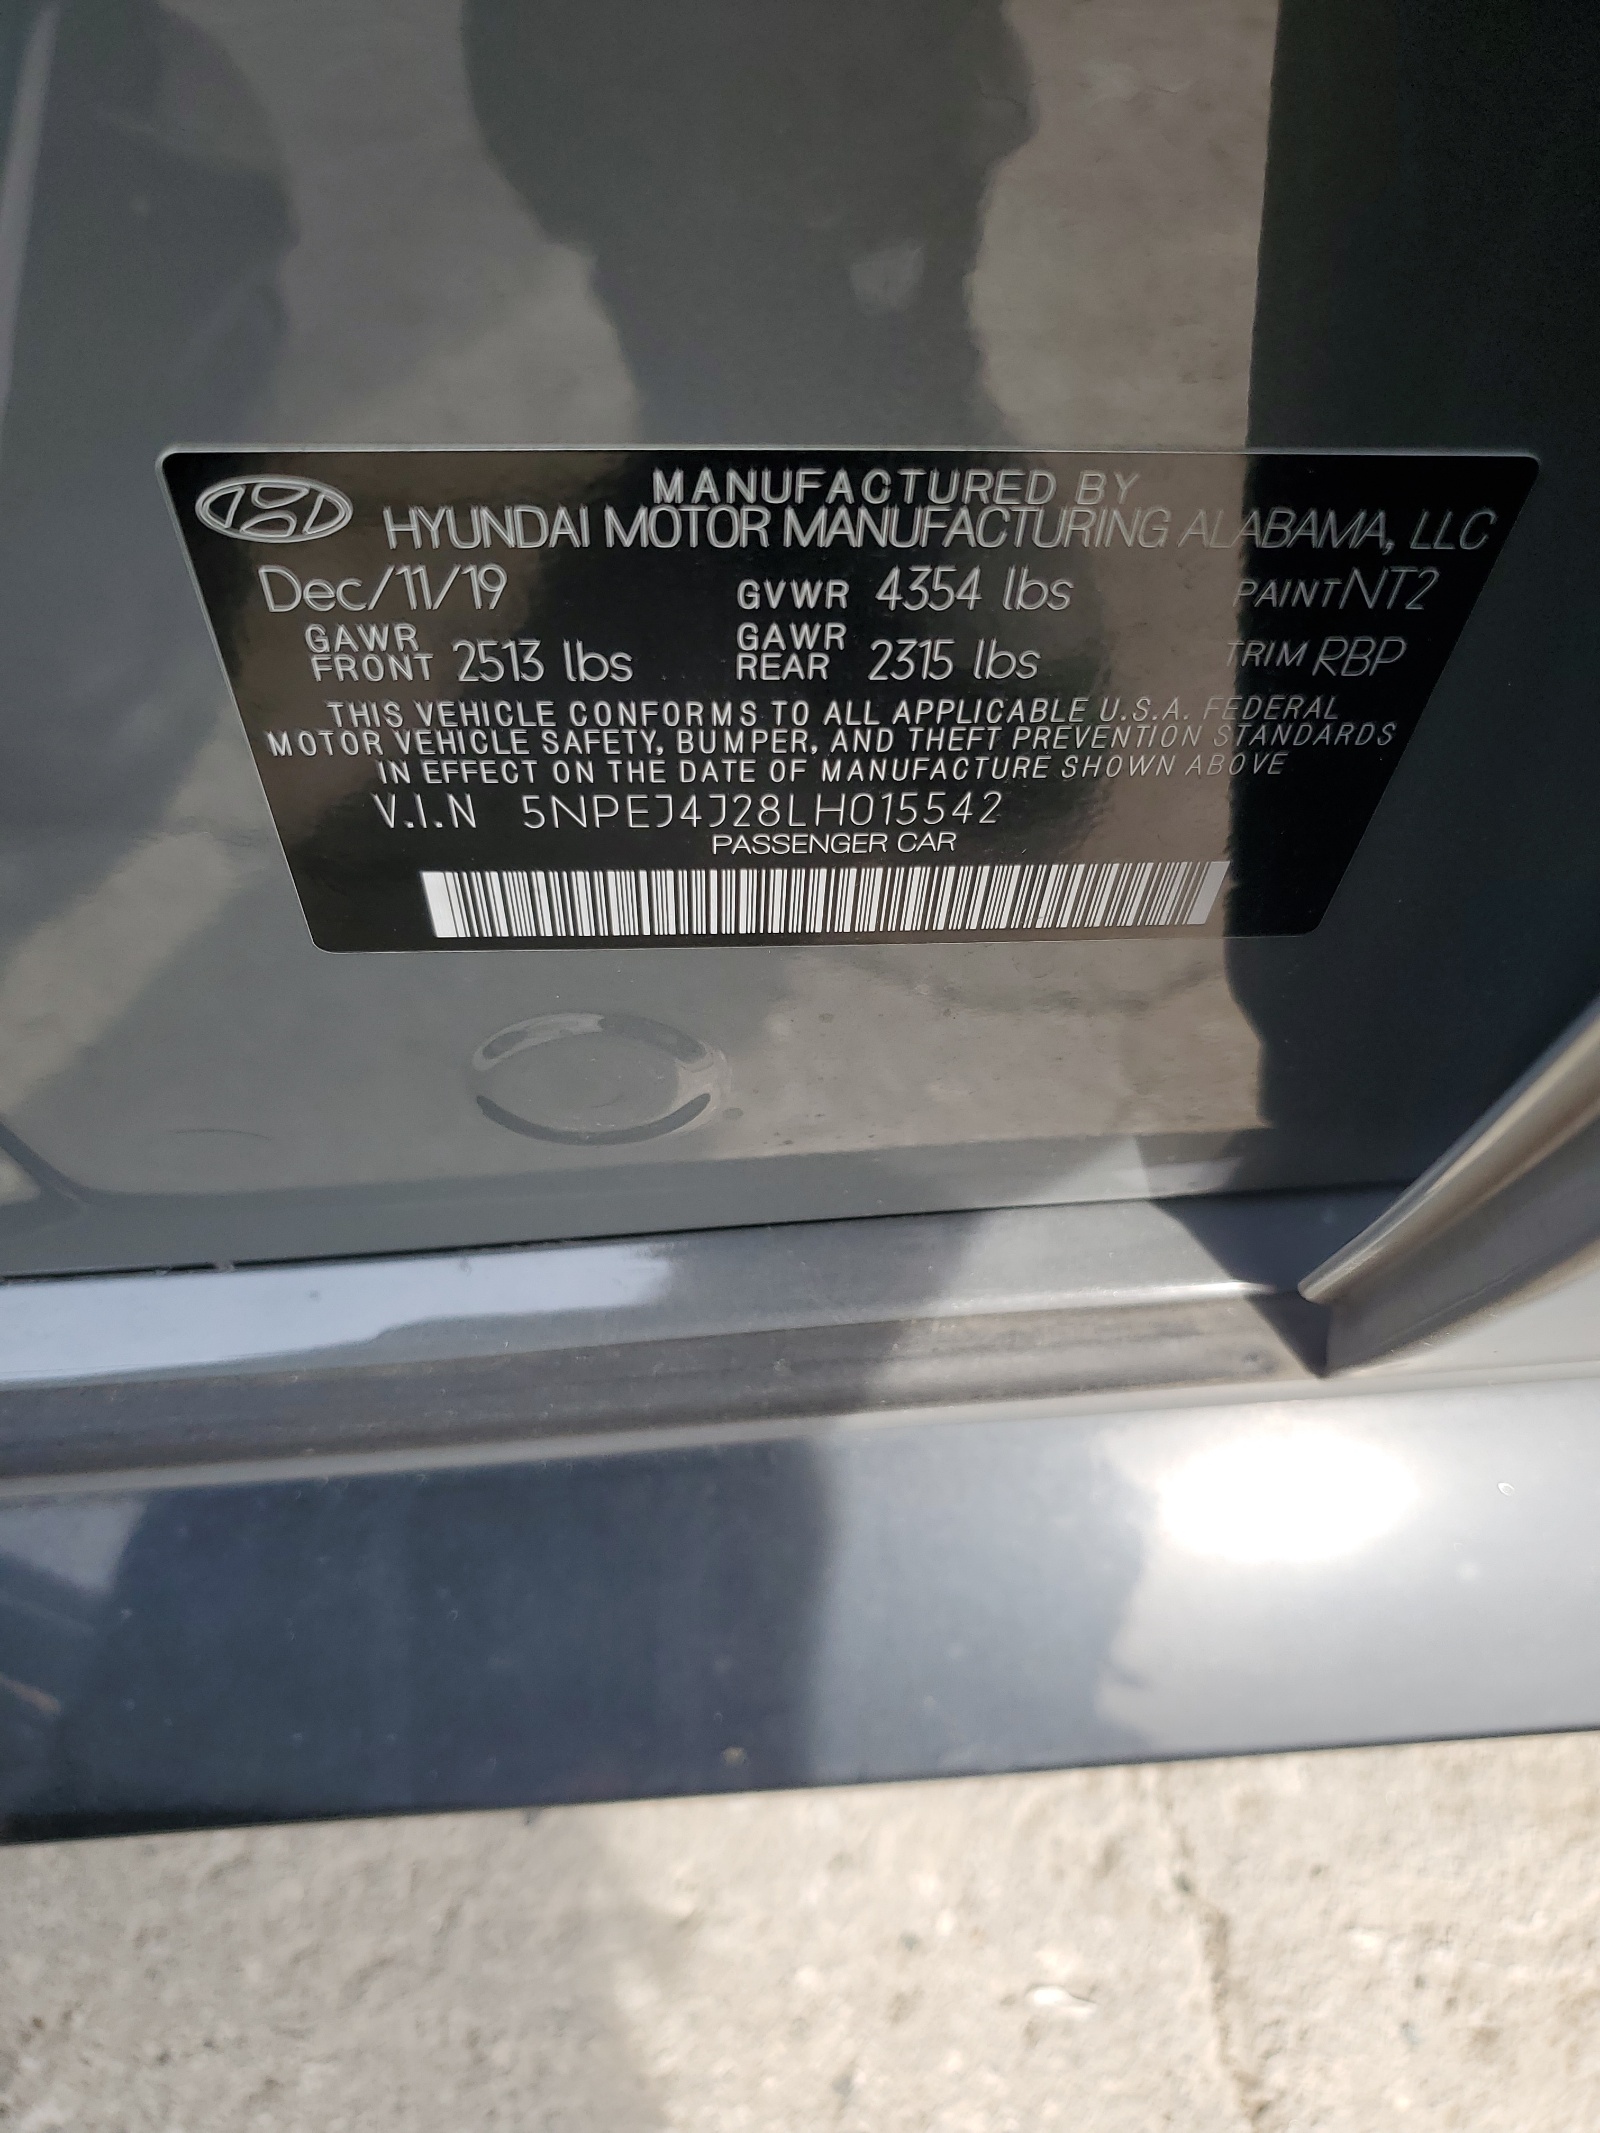 MANUFACTURED BY
HYUNDAI MOTOR MANUFACTURING ALABAMA, LLC
Dec/11/19 GVWR 4354 lbs PAINT NT2
GAWR FRONT 2513 lbs GAWR REAR 2315 lbs TRIM RBP
THIS VEHICLE CONFORMS TO ALL APPLICABLE U.S.A. FEDERAL
MOTOR VEHICLE SAFETY, BUMPER, AND THEFT PREVENTION STANDARDS
IN EFFECT ON THE DATE OF MANUFACTURE SHOWN ABOVE
V.I.N 5NPEJ4J28LH015542
PASSENGER CAR